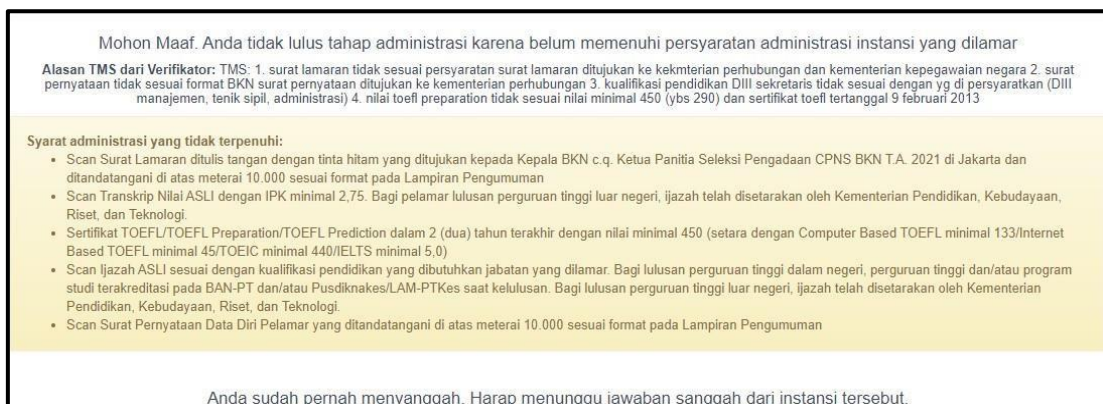 Mohon Maaf. Anda tidak lulus tahap administrasi karena belum memenuhi persyaratan administrasi instansi yang dilamar
Alasan TMS dari Verifikator: TMS: 1. surat lamaran tidak sesuai persyaratan surat lamaran ditujukan ke kekmterian perhubungan dan kementerian kepegawaian negara 2. surat
pernyataan tidak sesuai format BKN surat pernyataan ditujukan ke kementerian perhubungan 3. kualifikasi pendidikan DIII sekretaris tidak sesuai dengan yg di persyaratkan (DIII
manajemen, tenik sipil, administrasi) 4. nilai toefl preparation tidak sesuai nilai minimal 450 (ybs 290) dan sertifikat toefl tertanggal 9 februari 2013
Syarat administrasi yang tidak terpenuhi:
• Scan Surat Lamaran ditulis tangan dengan tinta hitam yang ditujukan kepada Kepala BKN c.q. Ketua Panitia Seleksi Pengadaan CPNS BKN T.A. 2021 di Jakarta dan
ditandatangani di atas meterai 10.000 sesuai format pada Lampiran Pengumuman
• Scan Transkrip Nilai ASLI dengan IPK minimal 2,75. Bagi pelamar lulusan perguruan tinggi luar negeri, ijazah telah disetarakan oleh Kementerian Pendidikan, Kebudayaan,
Riset, dan Teknologi.
• Sertifikat TOEFL/TOEFL Preparation/TOEFL Prediction dalam 2 (dua) tahun terakhir dengan nilai minimal 450 (setara dengan Computer Based TOEFL minimal 133/Internet
Based TOEFL minimal 45/TOEIC minimal 440/IELTS minimal 5,0)
• Scan Ijazah ASLI sesuai dengan kualifikasi pendidikan yang dibutuhkan jabatan yang dilamar. Bagi lulusan perguruan tinggi dalam negeri, perguruan tinggi dan/atau program
studi terakreditasi pada BAN-PT dan/atau Pusdiknakes/LAM-PTKes saat kelulusan. Bagi lulusan perguruan tinggi luar negeri, ijazah telah disetarakan oleh Kementerian
Pendidikan, Kebudayaan, Riset, dan Teknologi.
• Scan Surat Pernyataan Data Diri Pelamar yang ditandatangani di atas meterai 10.000 sesuai format pada Lampiran Pengumuman
Anda sudah pernah menyanggah. Harap menunggu jawaban sanggah dari instansi tersebut.